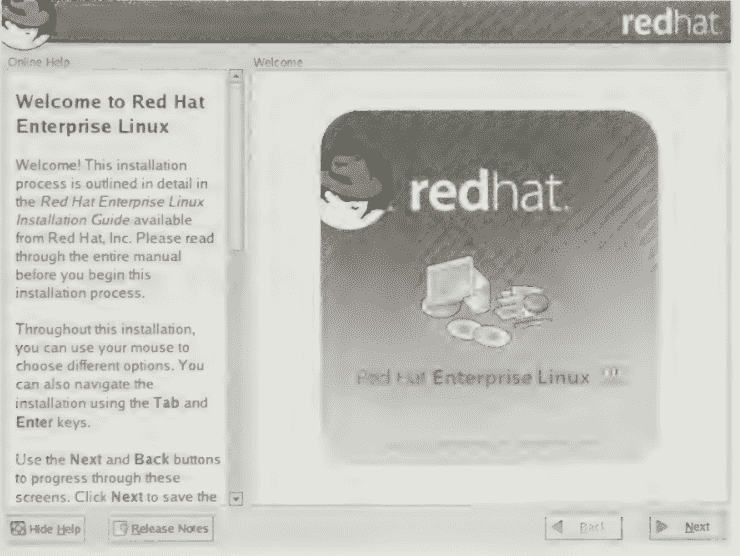 redhat
Online Help
Welcome
Welcome to Red Hat
Enterprise Linux
Welcome! This installation
process is outlined in detail in
the Red Hat Enterprise Linux
Installation Guide available
from Red Hat, Inc. Please read
through the entire manual
before you begin this
installation process.
Throughout this installation,
you can use your mouse to
choose different options. You
can also navigate the
installation using the Tab and
Enter keys.
Use the Next and Back buttons
to progress through these
screens. Click Next to save the
redhat.
Red Hat Enterprise Linux
Hide Help
Release Notes
Back
Next